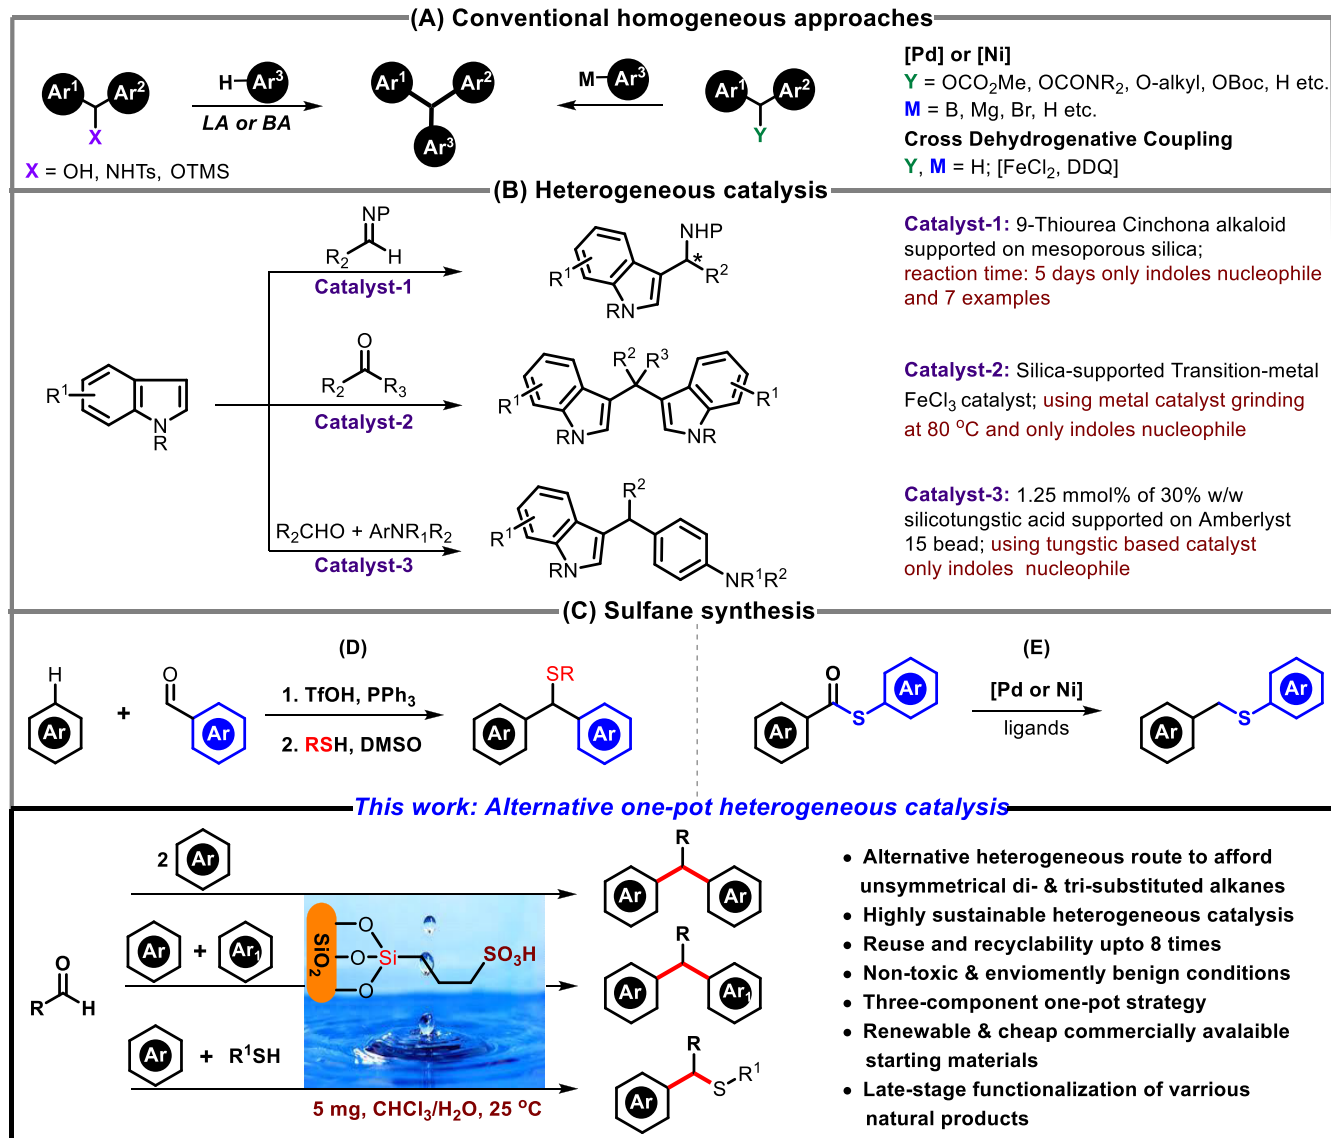 (A) Conventional homogeneous approaches
Ar1 Ar2
X
H Ar3
LA or BA
Ar1 Ar2
Ar3
M Ar3
Ar1 Ar2
Y
X = OH, NHTs, OTMS
[Pd] or [Ni]
Y = OCO2Me, OCONR2, O-alkyl, OBoc, H etc.
M = B, Mg, Br, H etc.
Cross Dehydrogenative Coupling
Y, M = H; [FeCl2, DDQ]
(B) Heterogeneous catalysis
R1
N
R
NP
R2 H
Catalyst-1
NHP
*
R1 R2
RN
Catalyst-1: 9-Thiourea Cinchona alkaloid
supported on mesoporous silica;
reaction time: 5 days only indoles nucleophile
and 7 examples
O
R2 R3
Catalyst-2
R2 R3
R1 R1
RN NR
Catalyst-2: Silica-supported Transition-metal
FeCl3 catalyst; using metal catalyst grinding
at 80 oC and only indoles nucleophile
R2CHO + ArNR1R2
Catalyst-3
R2
R1
RN
NR1R2
Catalyst-3: 1.25 mmol% of 30% w/w
silicotungstic acid supported on Amberlyst
15 bead; using tungstic based catalyst
only indoles nucleophile
(C) Sulfane synthesis
(D)
H
Ar
+
O
Ar
1. TfOH, PPh3
2. RSH, DMSO
SR
Ar Ar
(E)
O
Ar S Ar
[Pd or Ni]
ligands
Ar S Ar
This work: Alternative one-pot heterogeneous catalysis
O
R H
2 Ar
Ar + Ar1
Ar + R1SH
SiO2
O
O
O
Si
SO3H
5 mg, CHCl3/H2O, 25 oC
R
Ar Ar
R
Ar Ar1
R
Ar S R1
• Alternative heterogeneous route to afford
unsymmetrical di- & tri-substituted alkanes
• Highly sustainable heterogeneous catalysis
• Reuse and recyclability upto 8 times
• Non-toxic & enviomently benign conditions
• Three-component one-pot strategy
• Renewable & cheap commercially avalaible
starting materials
• Late-stage functionalization of varrious
natural products